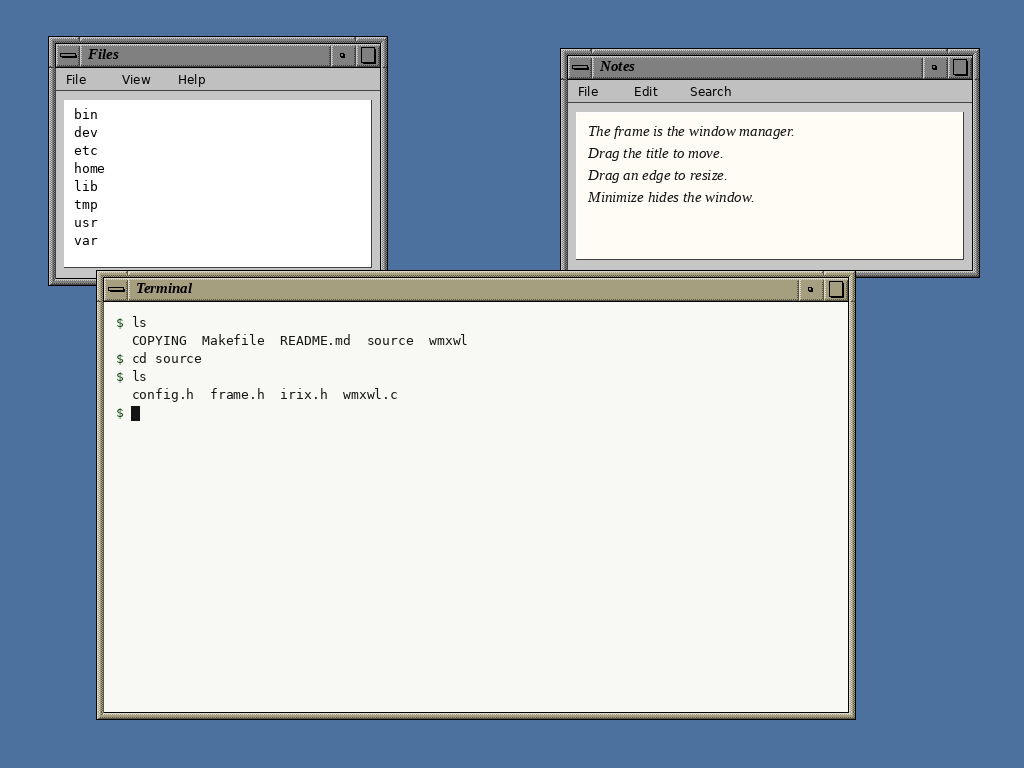 Files
File View Help
bin
dev
etc
home
lib
tmp
usr
var
Notes
File Edit Search
The frame is the window manager.
Drag the title to move.
Drag an edge to resize.
Minimize hides the window.
Terminal
$ ls
COPYING  Makefile  README.md  source  wmxwl
$ cd source
$ ls
config.h  frame.h  irix.h  wmxwl.c
$